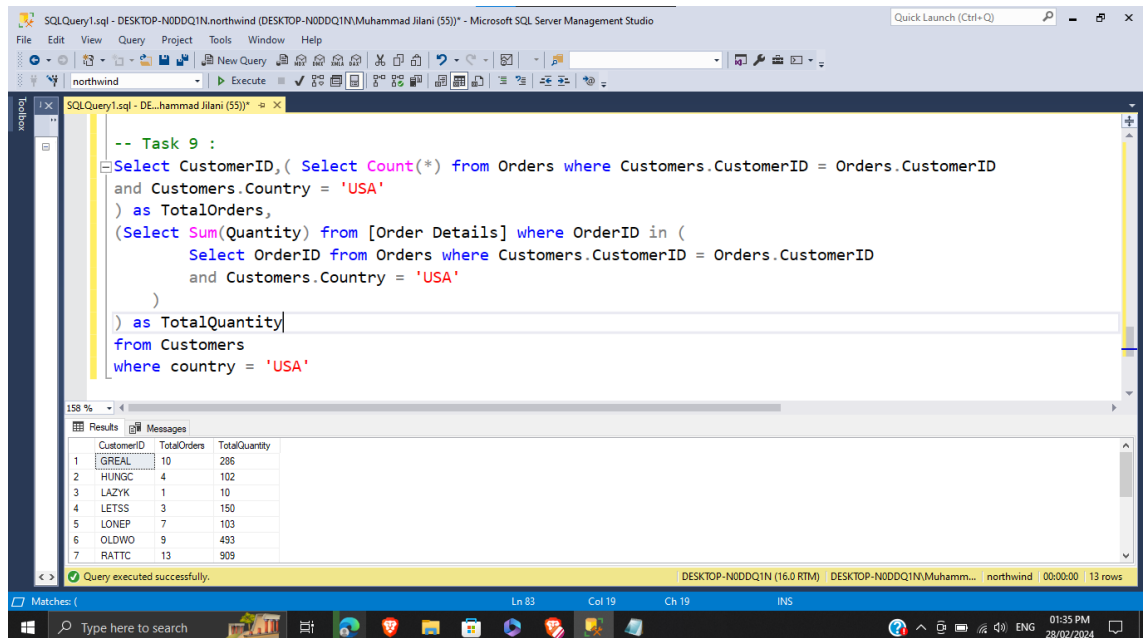 SQLQuery1.sql - DESKTOP-N0DDQ1N.northwind (DESKTOP-N0DDQ1N\Muhammad Jilani (55))* - Microsoft SQL Server Management Studio
Quick Launch (Ctrl+Q)
File Edit View Query Project Tools Window Help
New Query
northwind Execute
Toolbox
SQLQuery1.sql - DE...hammad Jilani (55))*
-- Task 9 :
Select CustomerID,( Select Count(*) from Orders where Customers.CustomerID = Orders.CustomerID
and Customers.Country = 'USA'
) as TotalOrders,
(Select Sum(Quantity) from [Order Details] where OrderID in (
Select OrderID from Orders where Customers.CustomerID = Orders.CustomerID
and Customers.Country = 'USA'
)
) as TotalQuantity
from Customers
where country = 'USA'
158 %
Results Messages
CustomerID TotalOrders TotalQuantity
1 GREAL 10 286
2 HUNGC 4 102
3 LAZYK 1 10
4 LETSS 3 150
5 LONEP 7 103
6 OLDWO 9 493
7 RATTC 13 909
Query executed successfully. DESKTOP-N0DDQ1N (16.0 RTM) DESKTOP-N0DDQ1N\Muhamm... northwind 00:00:00 13 rows
Matches: ( Ln 83 Col 19 Ch 19 INS
Type here to search ENG 01:35 PM
28/02/2024